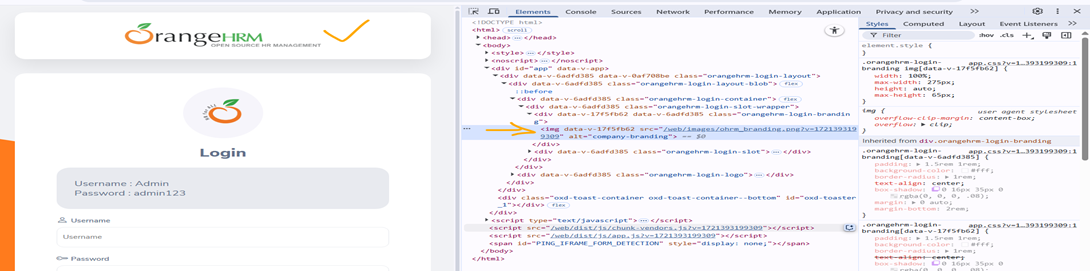 OrangeHRM
OPEN SOURCE HR MANAGEMENT
Login
Username : Admin
Password : admin123
Username
Username
Password
Elements Console Sources Network Performance Memory Application Privacy and security >>
<!DOCTYPE html>
<html> scroll
<head> </head>
<body>
<style> </style>
<noscript> </noscript>
<div id="app" data-v-app>
<div data-v-6adfd385 data-v-0af708be class="orangehrm-login-layout">
<div data-v-6adfd385 class="orangehrm-login-layout-blob"> flex
::before
<div data-v-6adfd385 class="orangehrm-login-container"> flex
<div data-v-6adfd385 class="orangehrm-login-slot-wrapper">
<div data-v-17f5fb62 data-v-6adfd385 class="orangehrm-login-brandin
g">
<img data-v-17f5fb62 src="/web/images/ohrm_branding.png?v=172139319
9309" alt="company-branding"> == $0
</div>
<div data-v-6adfd385 class="orangehrm-login-slot"> </div>
</div>
<div data-v-6adfd385 class="orangehrm-login-logo"> </div>
</div>
</div>
<div class="oxd-toast-container oxd-toast-container--bottom" id="oxd-toaster
_1"> </div> flex
</div>
</div>
<script type="text/javascript"> </script>
<script src="/web/dist/js/chunk-vendors.js?v=1721393199309"></script>
<script src="/web/dist/js/app.js?v=1721393199309"></script>
<span id="PING_IFRAME_FORM_DETECTION" style="display: none;"></span>
</body>
</html>
Styles Computed Layout Event Listeners >>
Filter :hov .cls
element.style {
}
.orangehrm-login- app.css?v=1…393199309:1
branding img[data-v-17f5fb62] {
width: 100%;
max-width: 275px;
height: auto;
max-height: 65px;
}
img { user agent stylesheet
overflow-clip-margin: content-box;
overflow: clip;
}
Inherited from div.orangehrm-login-branding
.orangehrm-login- app.css?v=1…393199309:1
branding[data-v-6adfd385] {
padding: 1.5rem 1rem;
background-color: #fff;
border-radius: 1rem;
text-align: center;
box-shadow: 0 16px 35px 0
rgba(0, 0, 0, .08);
margin: 0 auto;
margin-bottom: 2rem;
}
.orangehrm-login- app.css?v=1…393199309:1
branding[data-v-17f5fb62] {
padding: 1.5rem 1rem;
background-color: #fff;
border-radius: 1rem;
text-align: center;
box-shadow: 0 16px 35px 0